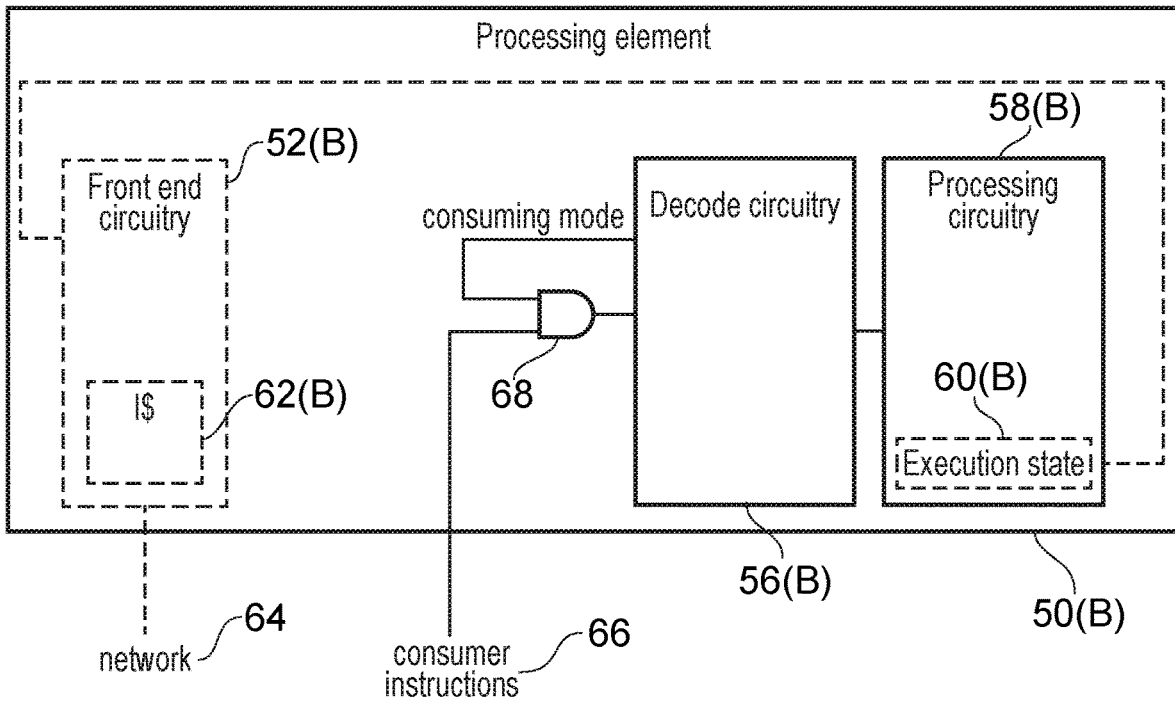 Processing element
52(B)
58(B)
Front end
circuitry
consuming mode
Decode circuitry
Processing
circuitry
I$
62(B)
68
60(B)
Execution state
56(B)
50(B)
network
64
consumer
instructions
66